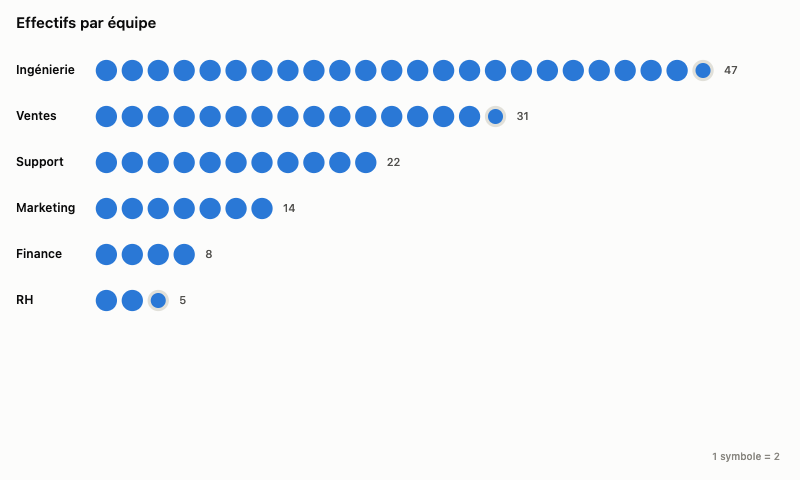 Effectifs par équipe
Ingénierie 47
Ventes 31
Support 22
Marketing 14
Finance 8
RH 5
1 symbole = 2